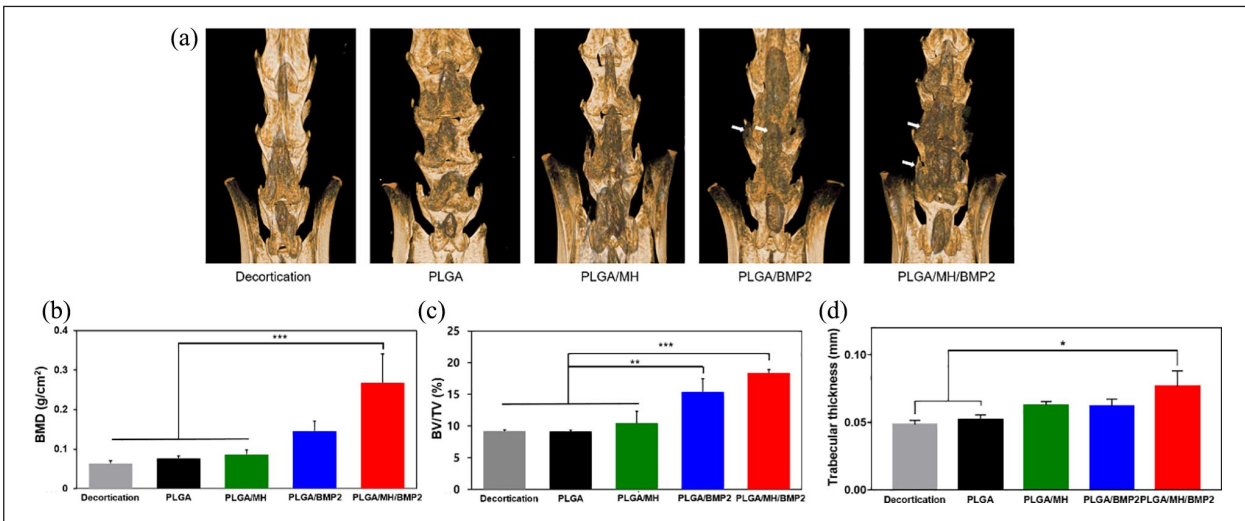 (a)
Decortication PLGA PLGA/MH PLGA/BMP2 PLGA/MH/BMP2
(b)
BMD (g/cm²)
0.4
0.3
0.2
0.1
0
***
Decortication PLGA PLGA/MH PLGA/BMP2 PLGA/MH/BMP2
(c)
BV/TV (%)
25
20
15
10
5
0
***
**
Decortication PLGA PLGA/MH PLGA/BMP2 PLGA/MH/BMP2
(d)
Trabecular thickness (mm)
0.10
0.05
0.00
*
Decortication PLGA PLGA/MH PLGA/BMP2 PLGA/MH/BMP2